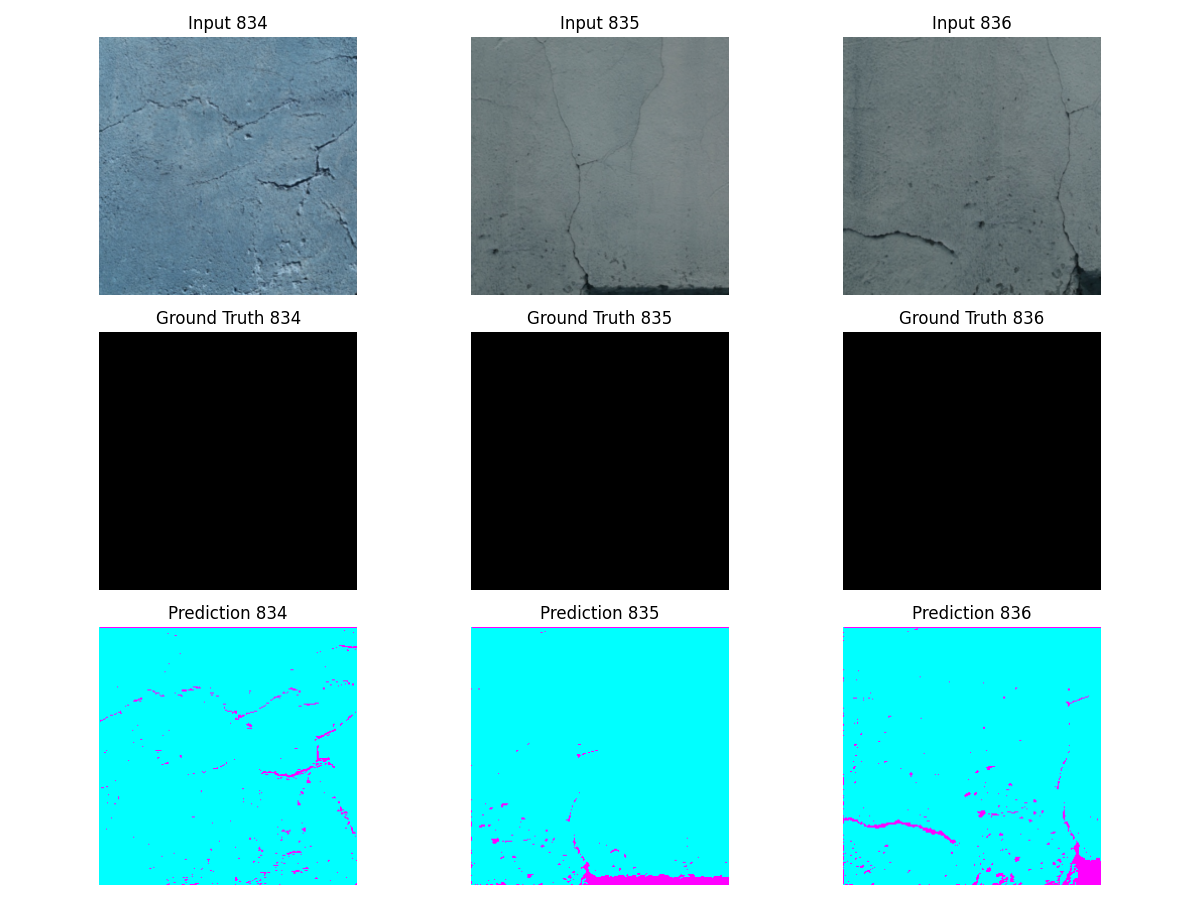 Input 834
Input 835
Input 836
Ground Truth 834
Ground Truth 835
Ground Truth 836
Prediction 834
Prediction 835
Prediction 836